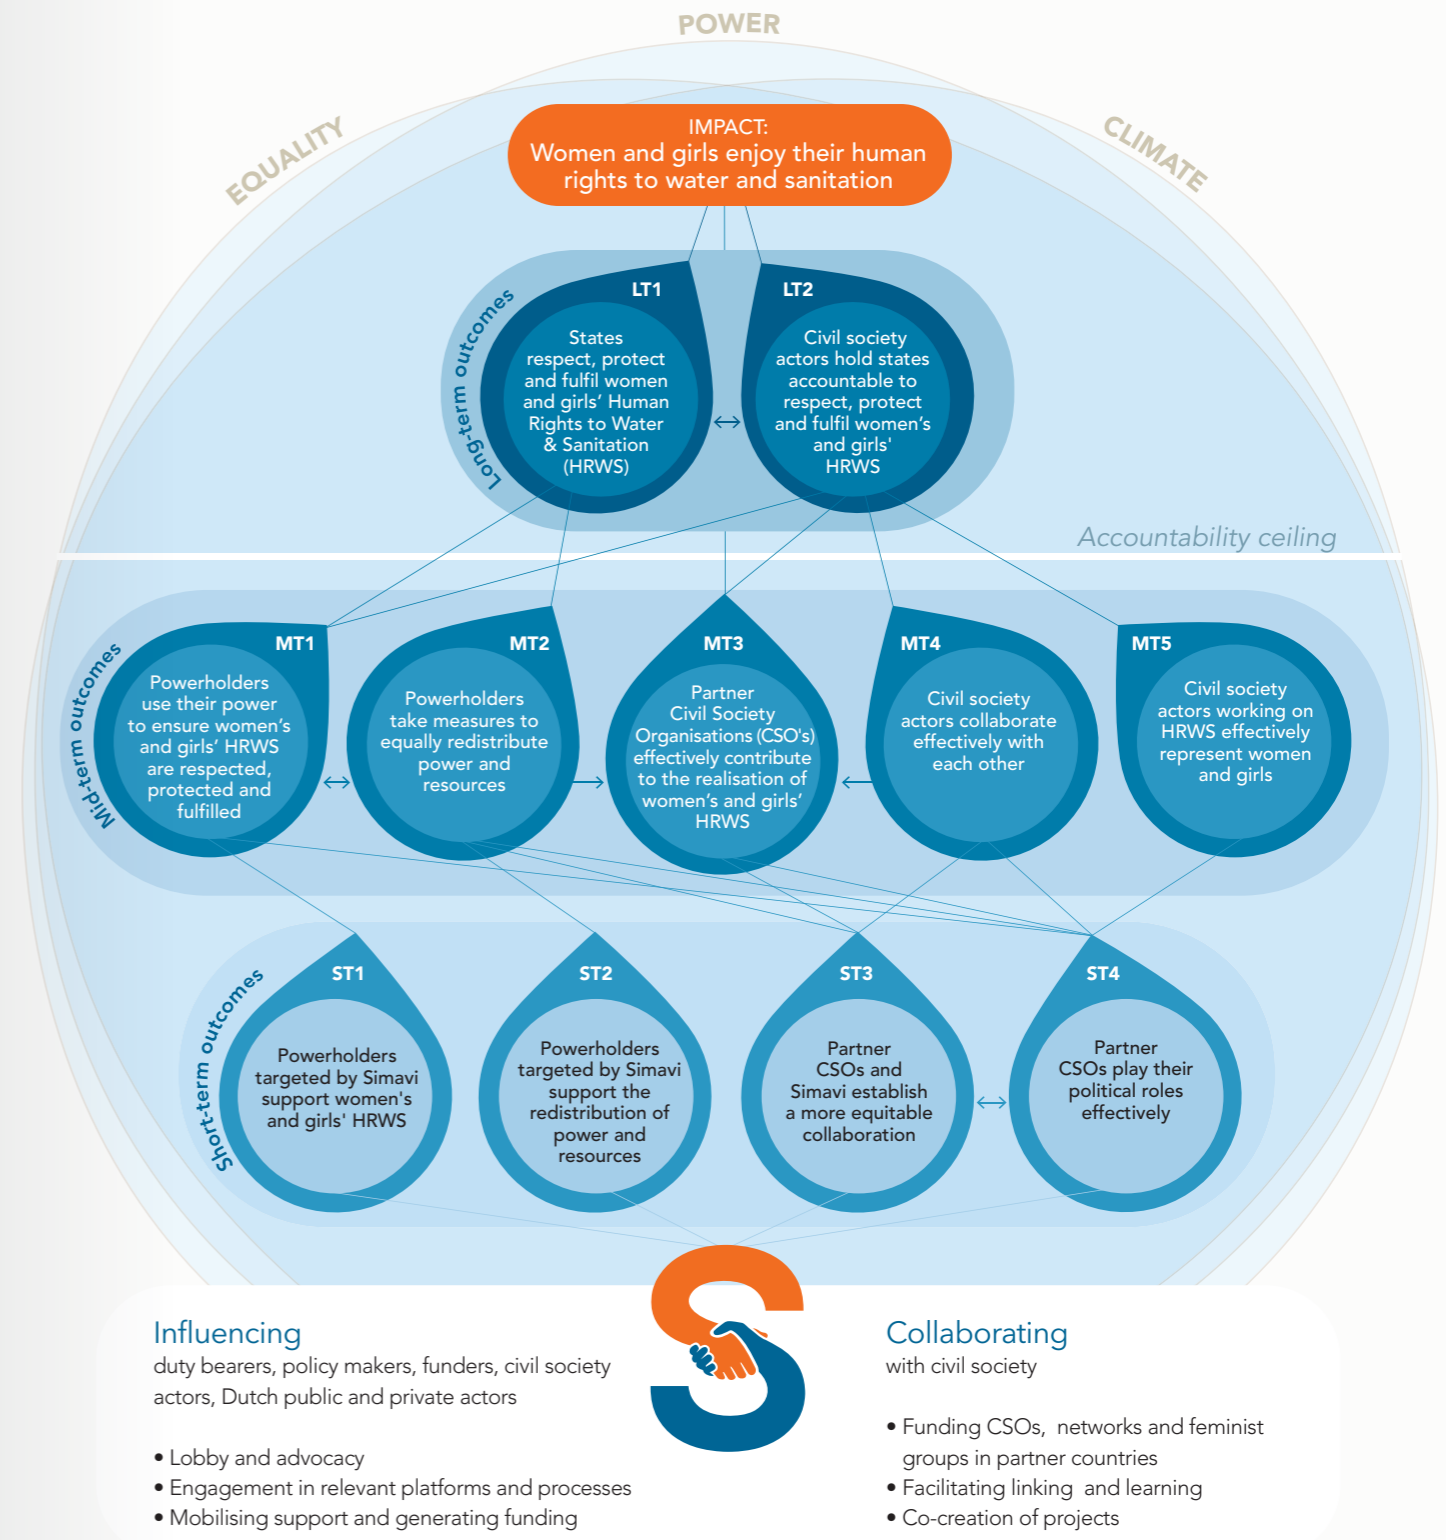 POWER
EQUALITY
CLIMATE
IMPACT:
Women and girls enjoy their human
rights to water and sanitation
Long-term outcomes
LT1
States
respect, protect
and fulfil women
and girls’ Human
Rights to Water
& Sanitation
(HRWS)
LT2
Civil society
actors hold states
accountable to
respect, protect
and fulfil women’s
and girls'
HRWS
Accountability ceiling
Mid-term outcomes
MT1
Powerholders
use their power
to ensure women’s
and girls’ HRWS
are respected,
protected and
fulfilled
MT2
Powerholders
take measures to
equally redistribute
power and
resources
MT3
Partner
Civil Society
Organisations (CSO's)
effectively contribute
to the realisation of
women’s and girls’
HRWS
MT4
Civil society
actors collaborate
effectively with
each other
MT5
Civil society
actors working on
HRWS effectively
represent women
and girls
Short-term outcomes
ST1
Powerholders
targeted by Simavi
support women's
and girls' HRWS
ST2
Powerholders
targeted by Simavi
support the
redistribution of
power and
resources
ST3
Partner
CSOs and
Simavi establish
a more equitable
collaboration
ST4
Partner
CSOs play their
political roles
effectively
Influencing
duty bearers, policy makers, funders, civil society
actors, Dutch public and private actors
• Lobby and advocacy
• Engagement in relevant platforms and processes
• Mobilising support and generating funding
S
Collaborating
with civil society
• Funding CSOs, networks and feminist
groups in partner countries
• Facilitating linking and learning
• Co-creation of projects